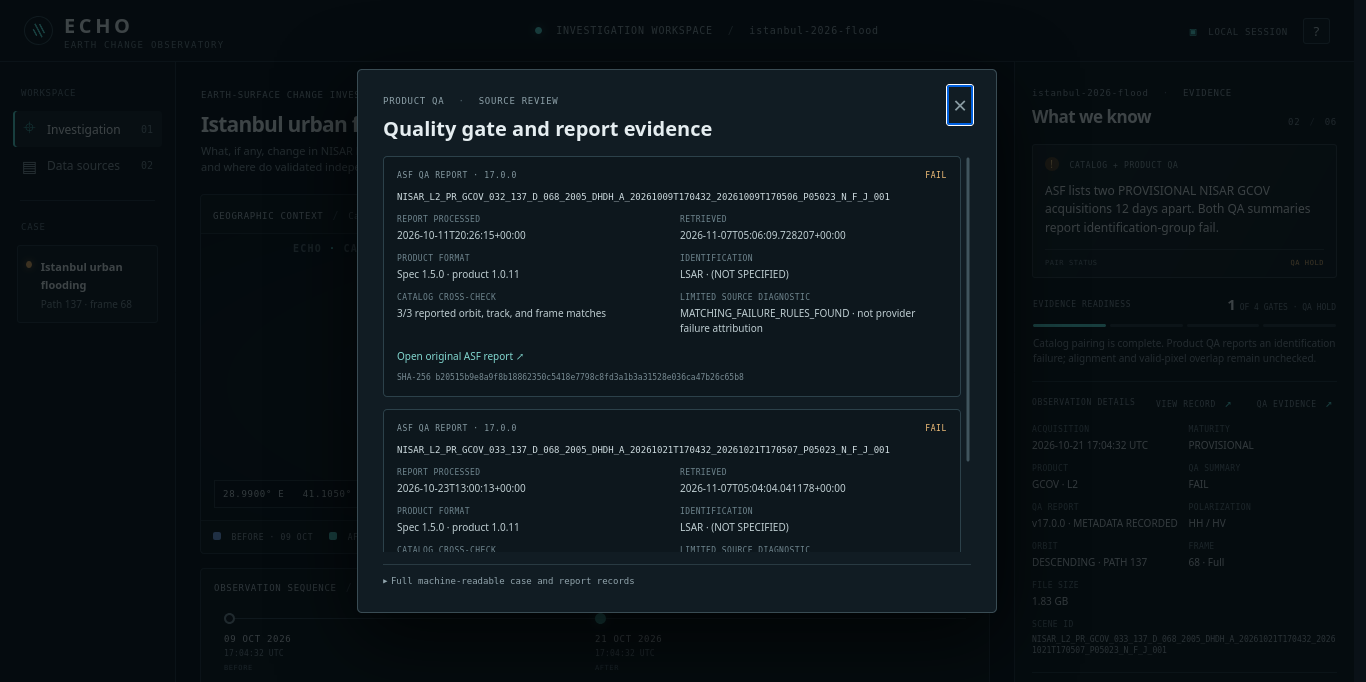 ECHO
EARTH CHANGE OBSERVATORY
INVESTIGATION WORKSPACE / istanbul-2026-flood
LOCAL SESSION
?
WORKSPACE
Investigation 01
Data sources 02
CASE
Istanbul urban
flooding
Path 137 · frame 68
EARTH-SURFACE CHANGE
Istanbul urban
What, if any, change in NISAR
and where do validated
GEOGRAPHIC CONTEXT /
ECHO ·
28.9900° E 41.1050°
BEFORE · 09 OCT
OBSERVATION SEQUENCE /
09 OCT 2026
17:04:32 UTC
BEFORE
21 OCT 2026
17:04:32 UTC
AFTER
PRODUCT QA · SOURCE REVIEW
Quality gate and report evidence
ASF QA REPORT · 17.0.0 FAIL
NISAR_L2_PR_GCOV_032_137_D_068_2005_DHDH_A_20261009T170432_20261009T170506_P05023_N_F_J_001
REPORT PROCESSED RETRIEVED
2026-10-11T20:26:15+00:00 2026-11-07T05:06:09.728207+00:00
PRODUCT FORMAT IDENTIFICATION
Spec 1.5.0 · product 1.0.11 LSAR · (NOT SPECIFIED)
CATALOG CROSS-CHECK LIMITED SOURCE DIAGNOSTIC
3/3 reported orbit, track, and frame matches MATCHING_FAILURE_RULES_FOUND · not provider
failure attribution
Open original ASF report ↗
SHA-256 b20515b9e8a9f8b18862350c5418e7798c8fd3a1b3a31528e036ca47b26c65b8
ASF QA REPORT · 17.0.0 FAIL
NISAR_L2_PR_GCOV_033_137_D_068_2005_DHDH_A_20261021T170432_20261021T170507_P05023_N_F_J_001
REPORT PROCESSED RETRIEVED
2026-10-23T13:00:13+00:00 2026-11-07T05:04:04.041178+00:00
PRODUCT FORMAT IDENTIFICATION
Spec 1.5.0 · product 1.0.11 LSAR · (NOT SPECIFIED)
CATALOG CROSS-CHECK LIMITED SOURCE DIAGNOSTIC
▸ Full machine-readable case and report records
istanbul-2026-flood · EVIDENCE
What we know 02 / 06
! CATALOG + PRODUCT QA
ASF lists two PROVISIONAL NISAR GCOV
acquisitions 12 days apart. Both QA summaries
report identification-group fail.
PAIR STATUS QA HOLD
EVIDENCE READINESS 1 OF 4 GATES · QA HOLD
Catalog pairing is complete. Product QA reports an identification
failure; alignment and valid-pixel overlap remain unchecked.
OBSERVATION DETAILS VIEW RECORD ↗ QA EVIDENCE ↗
ACQUISITION MATURITY
2026-10-21 17:04:32 UTC PROVISIONAL
PRODUCT QA SUMMARY
GCOV · L2 FAIL
QA REPORT POLARIZATION
v17.0.0 · METADATA RECORDED HH / HV
ORBIT FRAME
DESCENDING · PATH 137 68 · Full
FILE SIZE
1.83 GB
SCENE ID
NISAR_L2_PR_GCOV_033_137_D_068_2005_DHDH_A_20261021T170432_2026
1021T170507_P05023_N_F_J_001